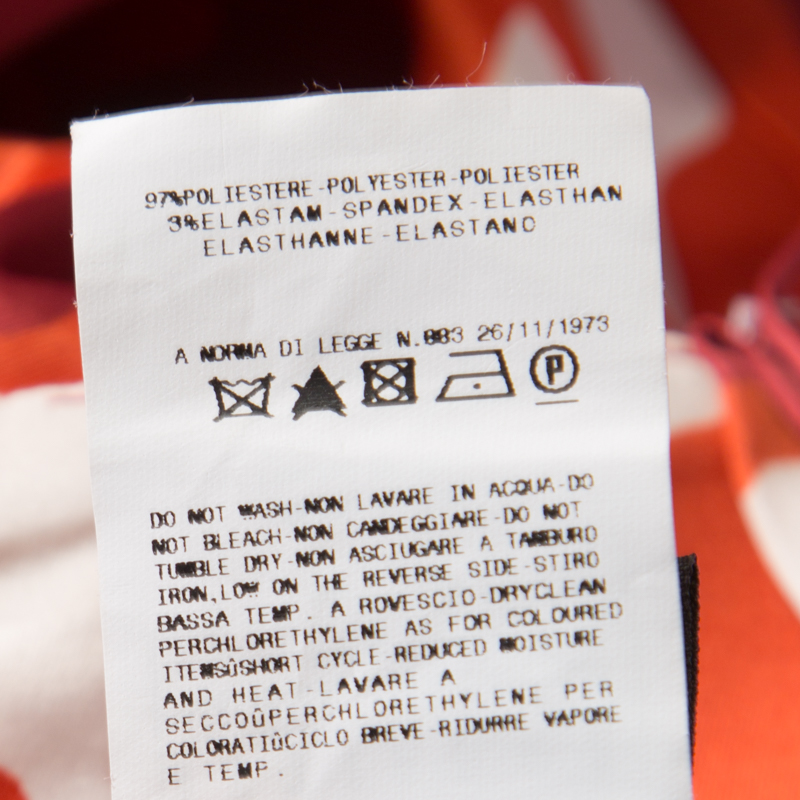 97%POLIESTERE-POLYESTER-POLIESTER
3%ELASTAM-SPANDEX-ELASTHAN
ELASTHANNE-ELASTANO
A NORMA DI LEGGE N.883 26/11/1973
P
DO NOT WASH-NON LAVARE IN ACQUA-DO
NOT BLEACH-NON CANDEGGIARE-DO NOT
TUMBLE DRY-NON ASCIUGARE A TAMBURO
IRON,LOW ON THE REVERSE SIDE-STIRO
BASSA TEMP. A ROVESCIO-DRYCLEAN
PERCHLORETHYLENE AS FOR COLOURED
ITEMSûSHORT CYCLE-REDUCED MOISTURE
AND HEAT-LAVARE A
SECCOûPERCHLORETHYLENE PER
COLORATIûCICLO BREVE-RIDURRE VAPORE
E TEMP.